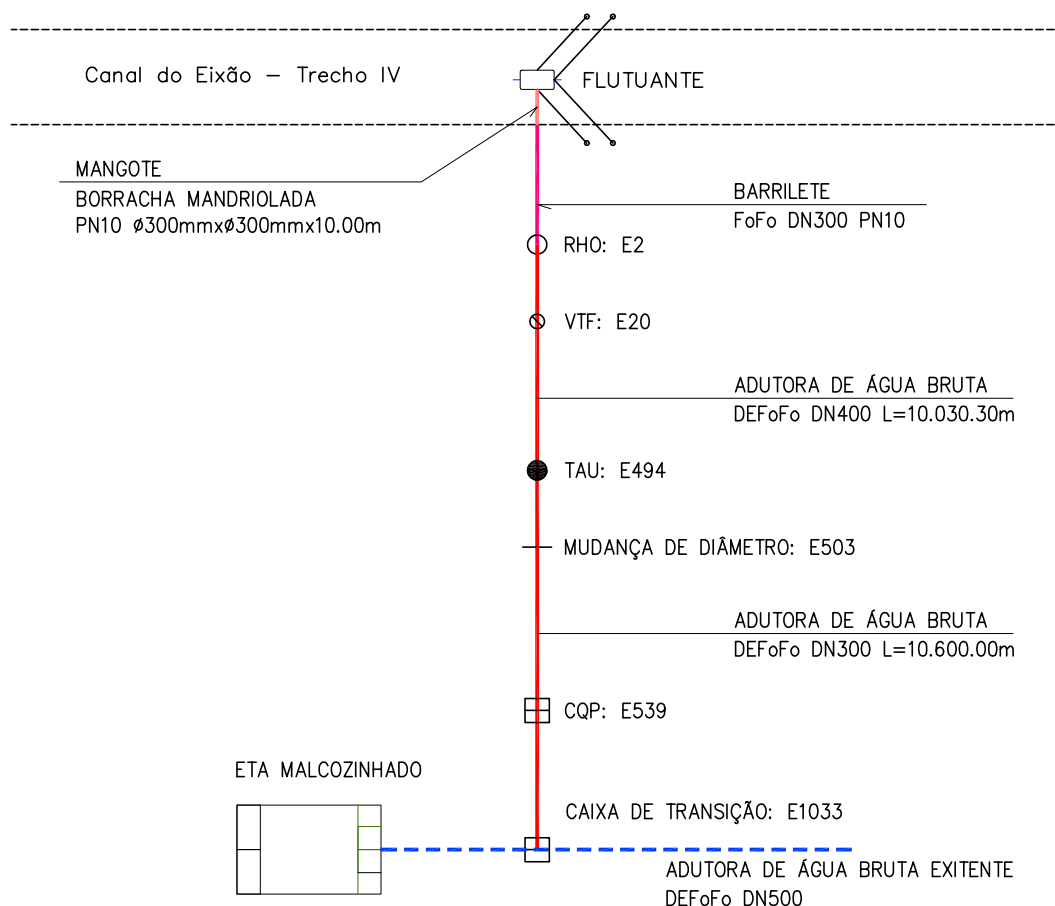 Canal do Eixão - Trecho IV
FLUTUANTE
MANGOTE
BORRACHA MANDRIOLADA
PN10 ø300mmxø300mmx10.00m
BARRILETE
FoFo DN300 PN10
RHO: E2
VTF: E20
ADUTORA DE ÁGUA BRUTA
DEFoFo DN400 L=10.030.30m
TAU: E494
MUDANÇA DE DIÂMETRO: E503
ADUTORA DE ÁGUA BRUTA
DEFoFo DN300 L=10.600.00m
CQP: E539
ETA MALCOZINHADO
CAIXA DE TRANSIÇÃO: E1033
ADUTORA DE ÁGUA BRUTA EXITENTE
DEFoFo DN500